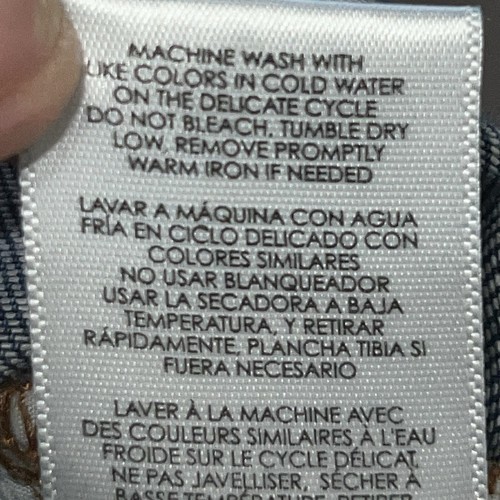 MACHINE WASH WITH
LIKE COLORS IN COLD WATER
ON THE DELICATE CYCLE
DO NOT BLEACH, TUMBLE DRY
LOW, REMOVE PROMPTLY
WARM IRON IF NEEDED
LAVAR A MÁQUINA CON AGUA
FRÍA EN CICLO DELICADO CON
COLORES SIMILARES
NO USAR BLANQUEADOR
USAR LA SECADORA A BAJA
TEMPERATURA, Y RETIRAR
RÁPIDAMENTE, PLANCHA TIBIA SI
FUERA NECESARIO
LAVER À LA MACHINE AVEC
DES COULEURS SIMILAIRES À L'EAU
FROIDE SUR LE CYCLE DÉLICAT,
NE PAS JAVELLISER, SÉCHER À
BASSE TEMPÉRATURE